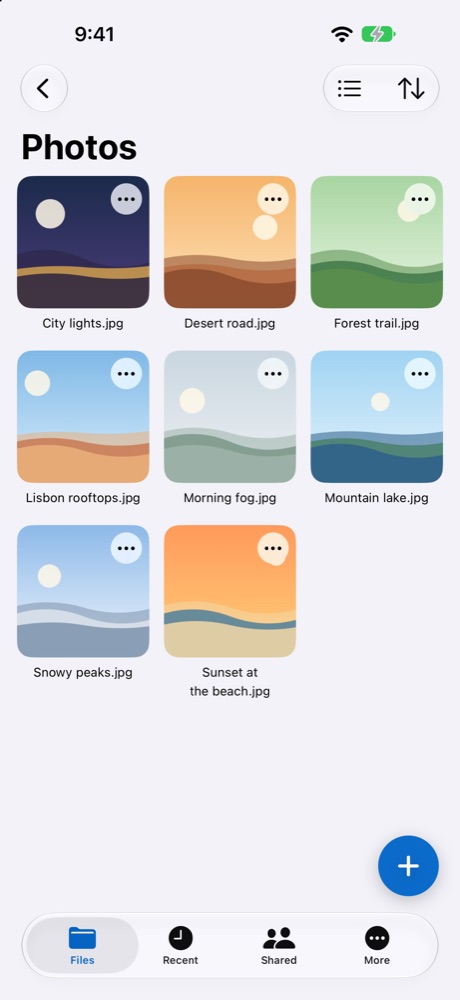 9:41
Photos
City lights.jpg
Desert road.jpg
Forest trail.jpg
Lisbon rooftops.jpg
Morning fog.jpg
Mountain lake.jpg
Snowy peaks.jpg
Sunset at
the beach.jpg
Files
Recent
Shared
More